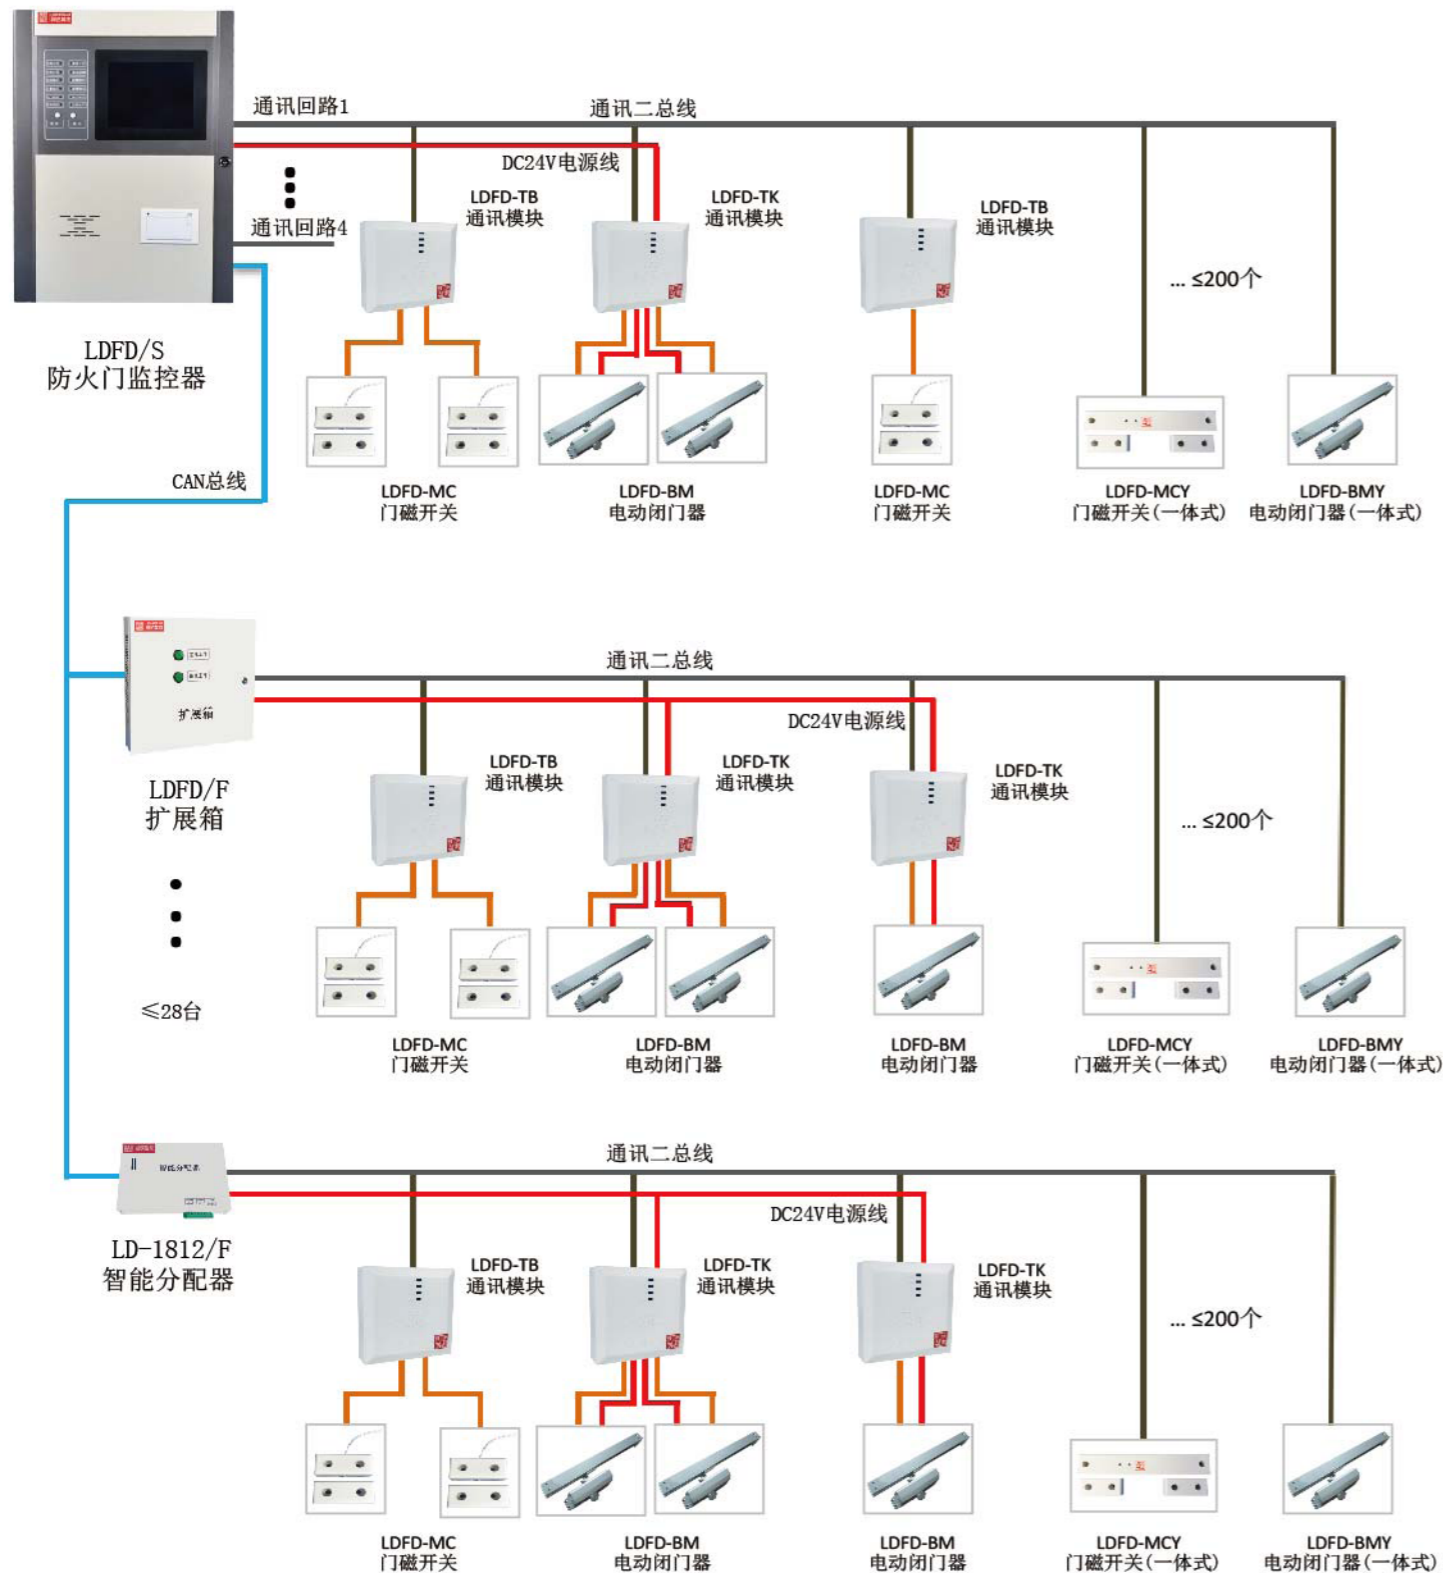 通讯回路1
通讯二总线
DC24V电源线
通讯回路4
LDFD-TB
通讯模块
LDFD-TK
通讯模块
LDFD-TB
通讯模块
... ≤200个
LDFD/S
防火门监控器
LDFD-MC
门磁开关
LDFD-BM
电动闭门器
LDFD-MC
门磁开关
LDFD-MCY
门磁开关(一体式)
LDFD-BMY
电动闭门器(一体式)
CAN总线
通讯二总线
DC24V电源线
扩展箱
LDFD-TB
通讯模块
LDFD-TK
通讯模块
LDFD-TK
通讯模块
... ≤200个
LDFD/F
扩展箱
≤28台
LDFD-MC
门磁开关
LDFD-BM
电动闭门器
LDFD-BM
电动闭门器
LDFD-MCY
门磁开关(一体式)
LDFD-BMY
电动闭门器(一体式)
通讯二总线
智能分配器
DC24V电源线
LD-1812/F
智能分配器
LDFD-TB
通讯模块
LDFD-TK
通讯模块
LDFD-TK
通讯模块
... ≤200个
LDFD-MC
门磁开关
LDFD-BM
电动闭门器
LDFD-BM
电动闭门器
LDFD-MCY
门磁开关(一体式)
LDFD-BMY
电动闭门器(一体式)